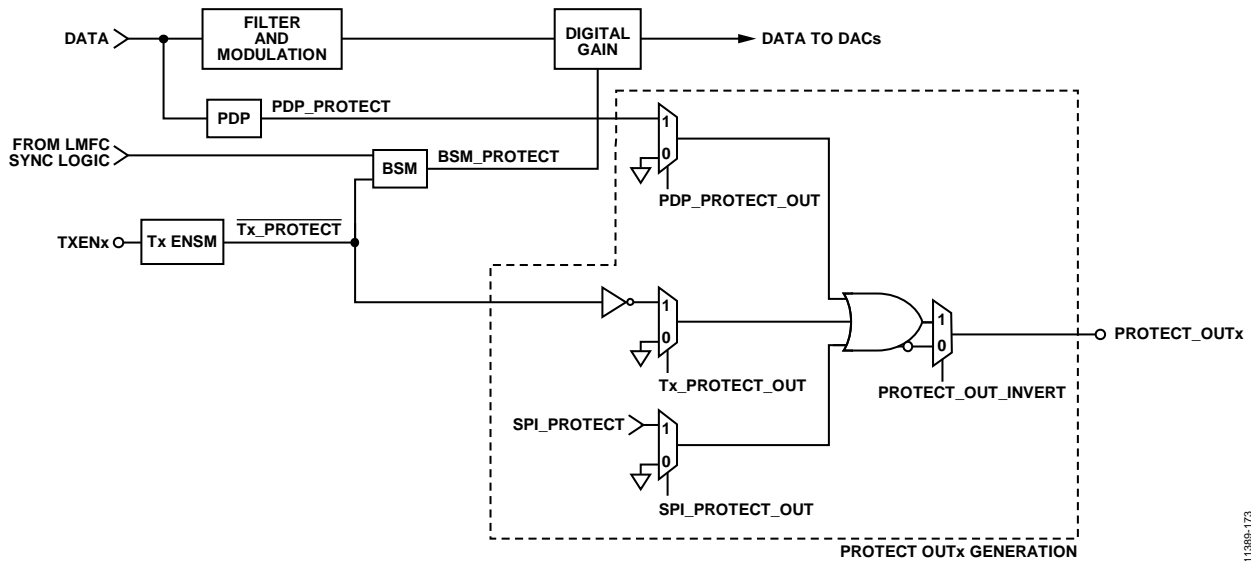 DATA
FILTER
AND
MODULATION
DIGITAL
GAIN
DATA TO DACs
PDP
PDP_PROTECT
FROM LMFC
SYNC LOGIC
BSM
BSM_PROTECT
1
0
PDP_PROTECT_OUT
TXENx
Tx ENSM
Tx_PROTECT
1
0
Tx_PROTECT_OUT
1
0
PROTECT_OUTx
PROTECT_OUT_INVERT
SPI_PROTECT
1
0
SPI_PROTECT_OUT
PROTECT OUTx GENERATION
11389-173